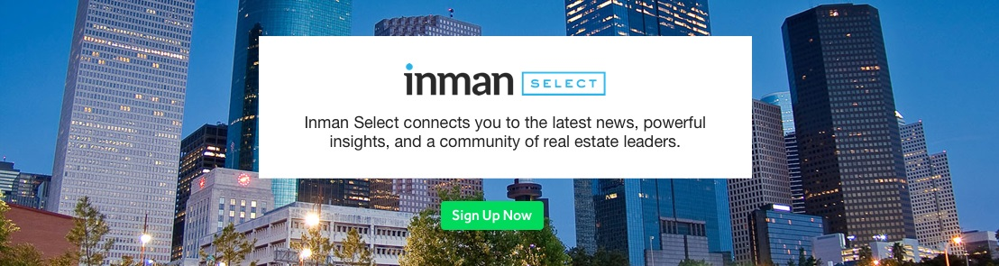 inman SELECT
Inman Select connects you to the latest news, powerful
insights, and a community of real estate leaders.
Sign Up Now